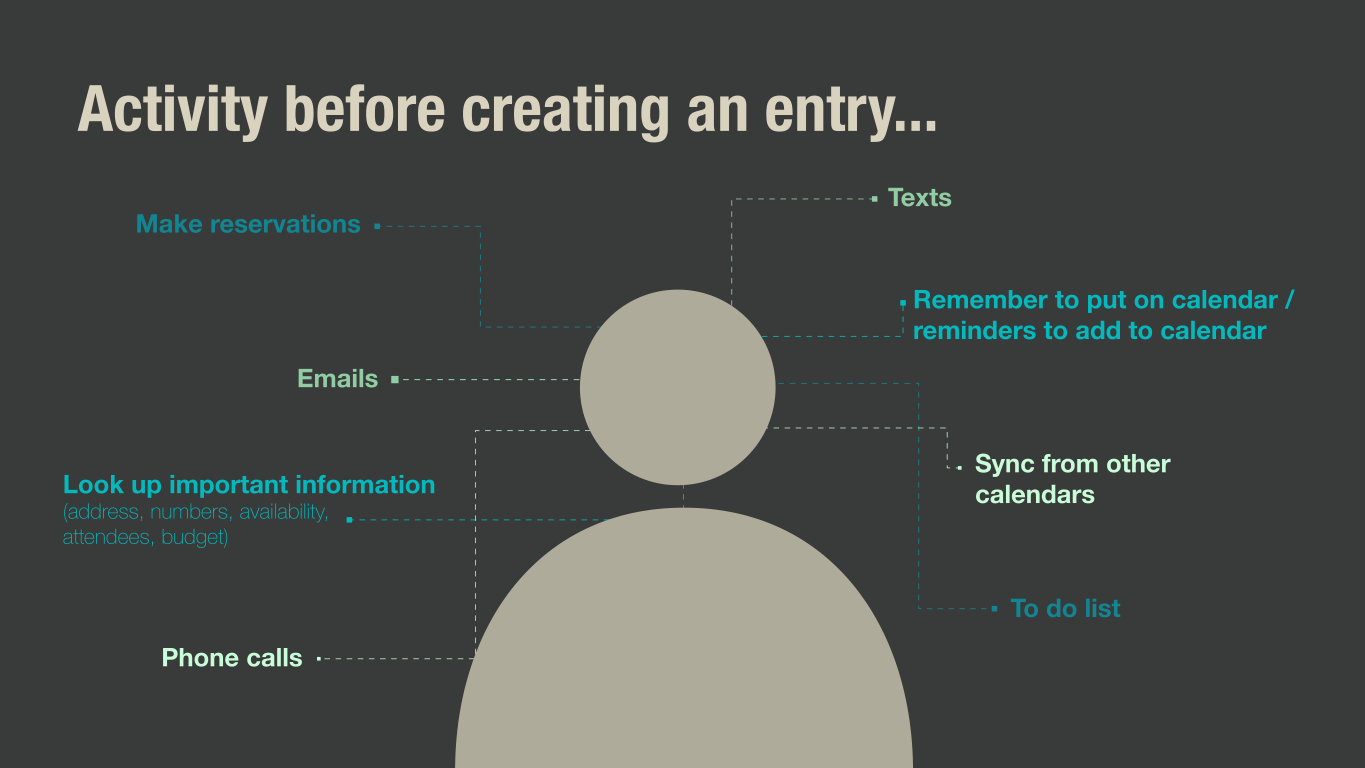 Activity before creating an entry...
Make reservations
Texts
Remember to put on calendar /
reminders to add to calendar
Emails
Sync from other
calendars
Look up important information
(address, numbers, availability,
attendees, budget)
To do list
Phone calls